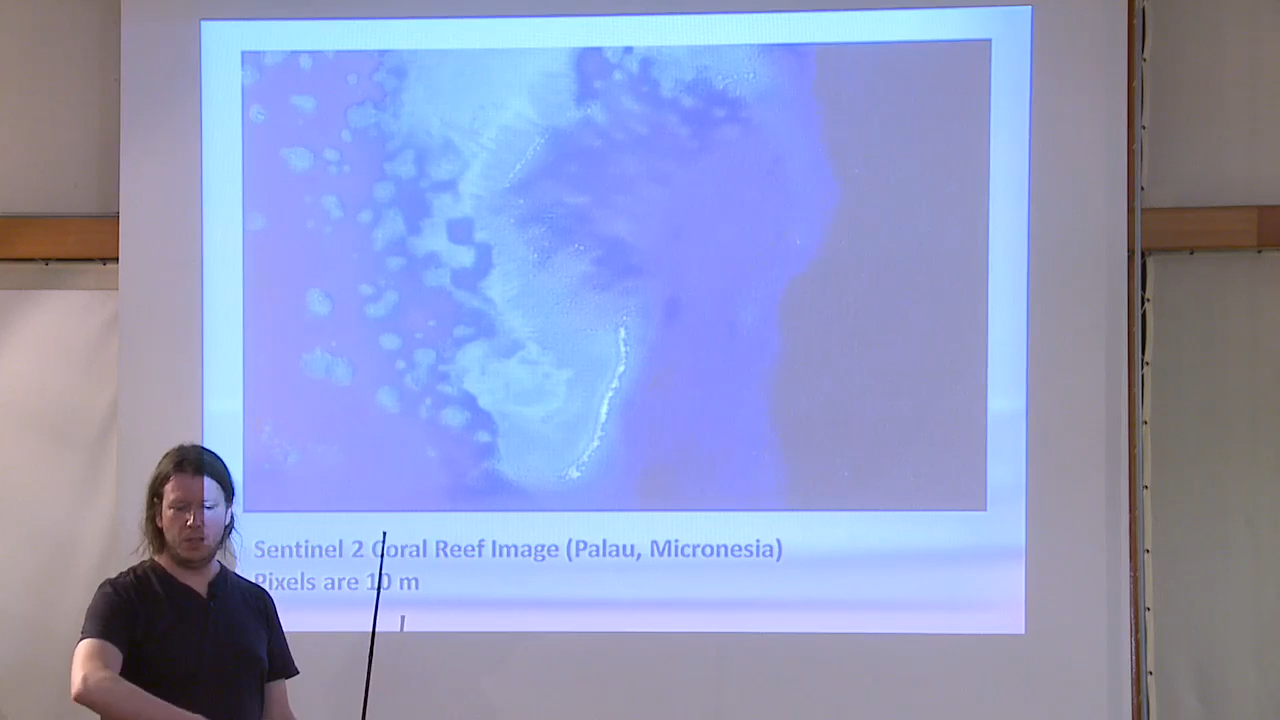 Sentinel 2 Coral Reef Image (Palau, Micronesia)
Pixels are 10 m